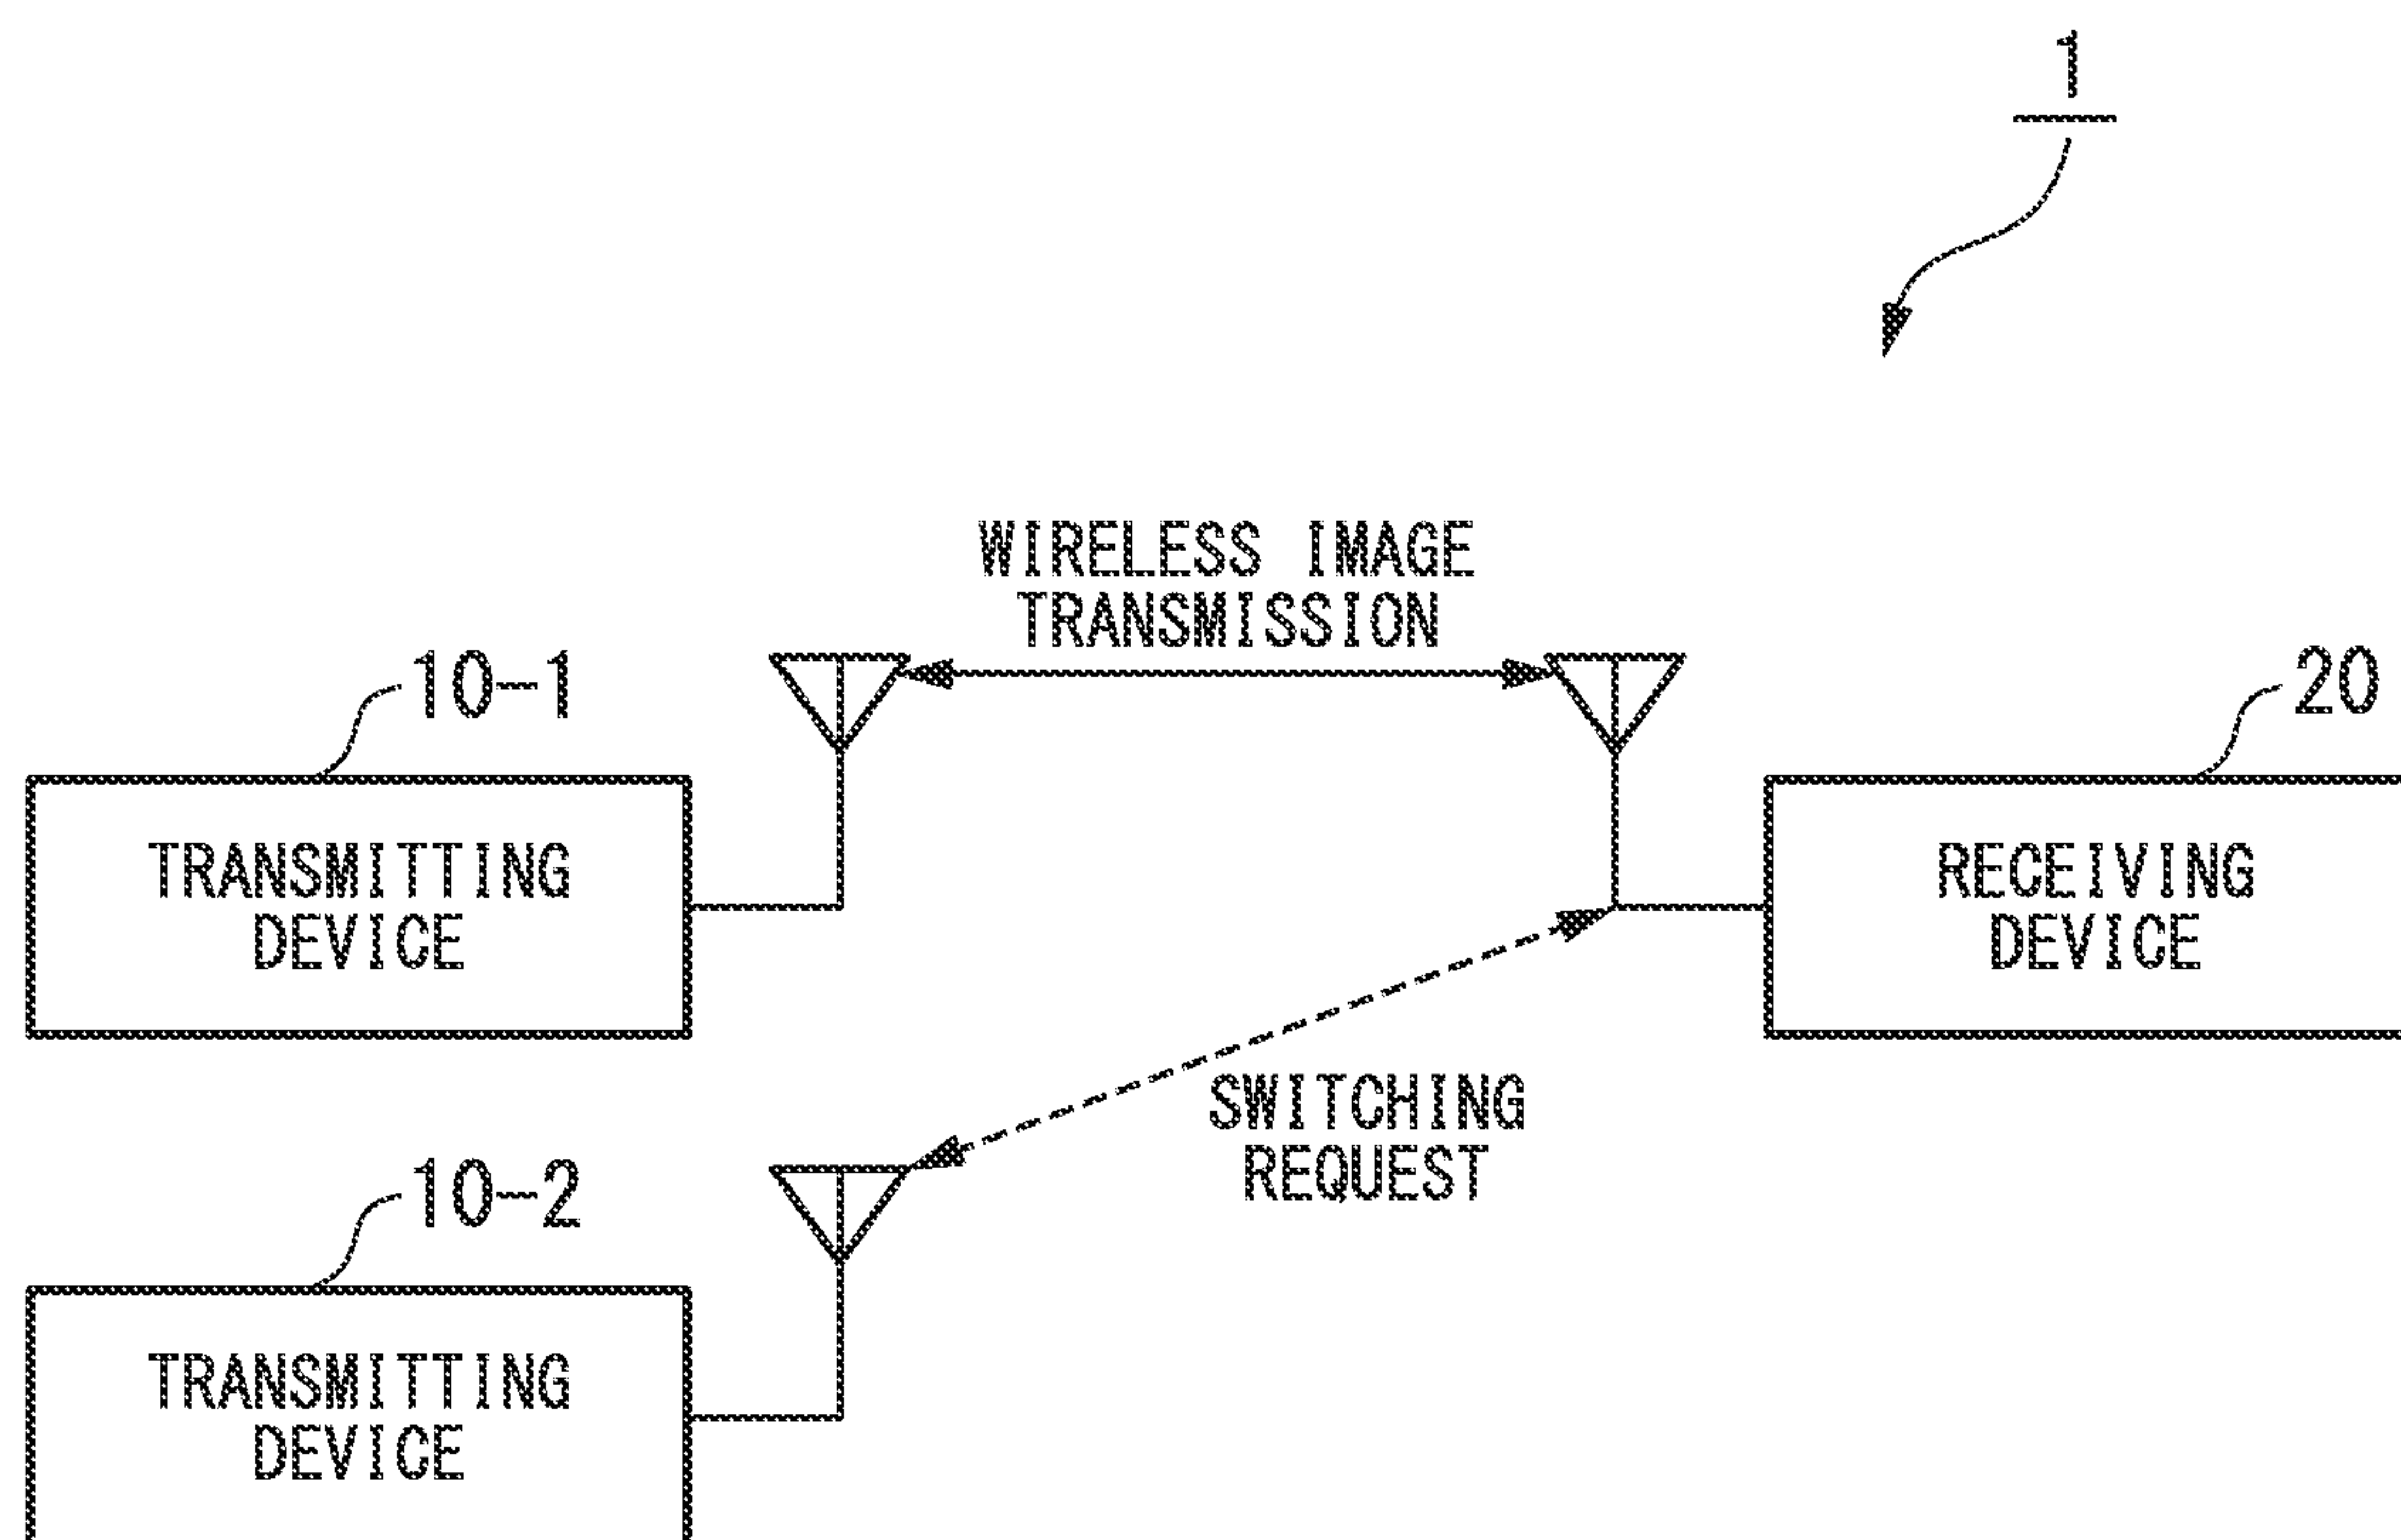 1
WIRELESS IMAGE
TRANSMISSION
10-1
20
TRANSMITTING
DEVICE
RECEIVING
DEVICE
SWITCHING
REQUEST
10-2
TRANSMITTING
DEVICE